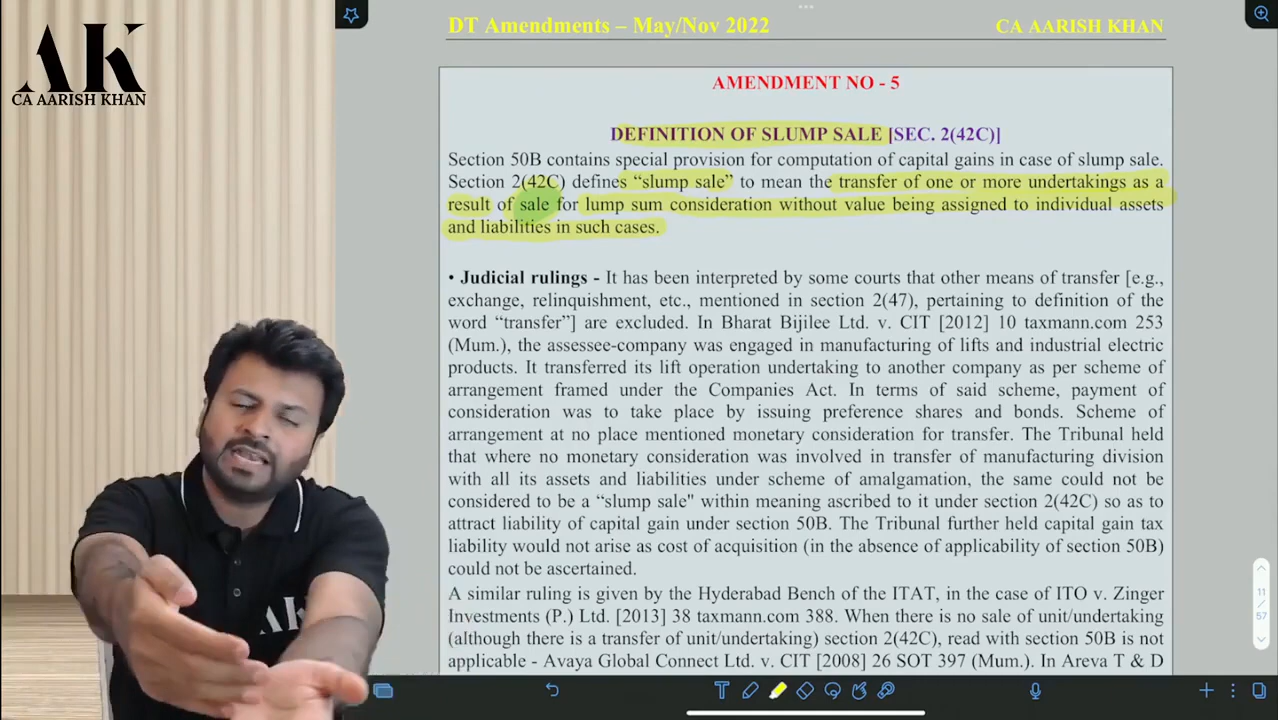 AK
CA AARISH KHAN
DT Amendments – May/Nov 2022
CA AARISH KHAN
AMENDMENT NO - 5
DEFINITION OF SLUMP SALE [SEC. 2(42C)]
Section 50B contains special provision for computation of capital gains in case of slump sale.
Section 2(42C) defines “slump sale” to mean the transfer of one or more undertakings as a
result of sale for lump sum consideration without value being assigned to individual assets
and liabilities in such cases.
• Judicial rulings - It has been interpreted by some courts that other means of transfer [e.g.,
exchange, relinquishment, etc., mentioned in section 2(47), pertaining to definition of the
word “transfer”] are excluded. In Bharat Bijilee Ltd. v. CIT [2012] 10 taxmann.com 253
(Mum.), the assessee-company was engaged in manufacturing of lifts and industrial electric
products. It transferred its lift operation undertaking to another company as per scheme of
arrangement framed under the Companies Act. In terms of said scheme, payment of
consideration was to take place by issuing preference shares and bonds. Scheme of
arrangement at no place mentioned monetary consideration for transfer. The Tribunal held
that where no monetary consideration was involved in transfer of manufacturing division
with all its assets and liabilities under scheme of amalgamation, the same could not be
considered to be a “slump sale" within meaning ascribed to it under section 2(42C) so as to
attract liability of capital gain under section 50B. The Tribunal further held capital gain tax
liability would not arise as cost of acquisition (in the absence of applicability of section 50B)
could not be ascertained.
A similar ruling is given by the Hyderabad Bench of the ITAT, in the case of ITO v. Zinger
Investments (P.) Ltd. [2013] 38 taxmann.com 388. When there is no sale of unit/undertaking
(although there is a transfer of unit/undertaking) section 2(42C), read with section 50B is not
applicable - Avaya Global Connect Ltd. v. CIT [2008] 26 SOT 397 (Mum.). In Areva T & D
11
/
57
T
AK